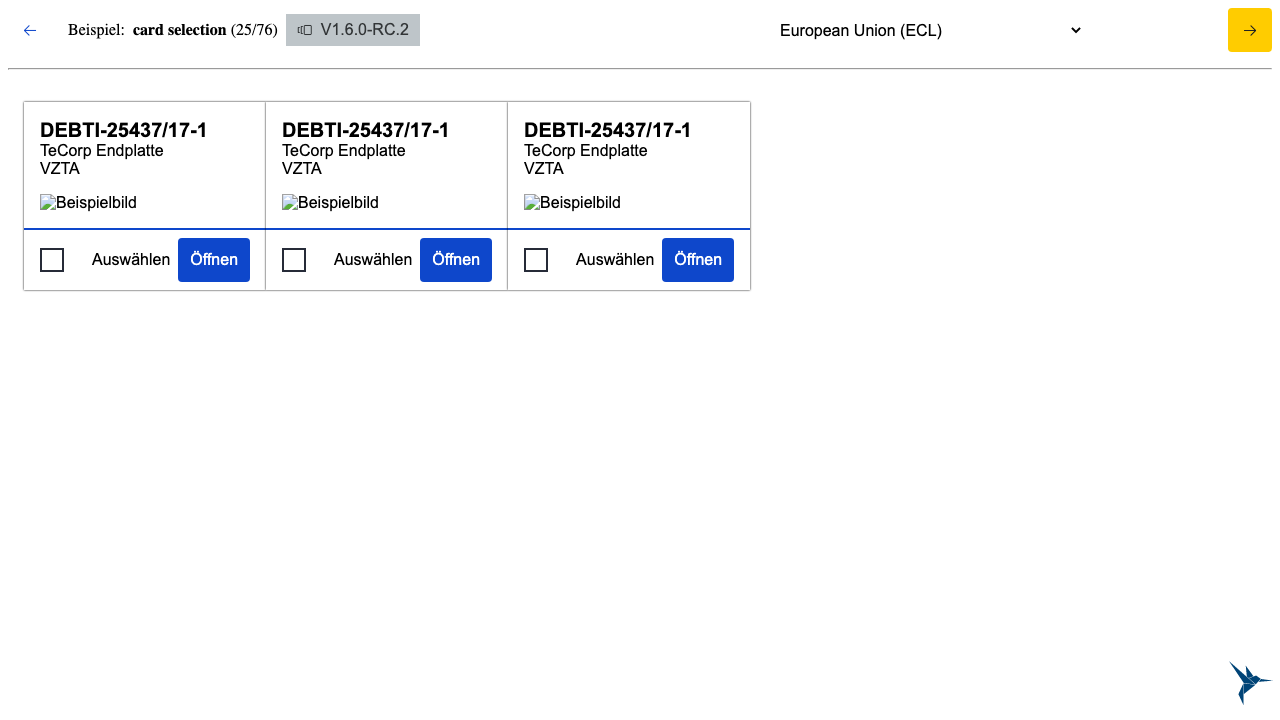 Beispiel: card selection (25/76) V1.6.0-RC.2 European Union (ECL)
DEBTI-25437/17-1
TeCorp Endplatte
VZTA
Beispielbild
Auswählen Öffnen
DEBTI-25437/17-1
TeCorp Endplatte
VZTA
Beispielbild
Auswählen Öffnen
DEBTI-25437/17-1
TeCorp Endplatte
VZTA
Beispielbild
Auswählen Öffnen